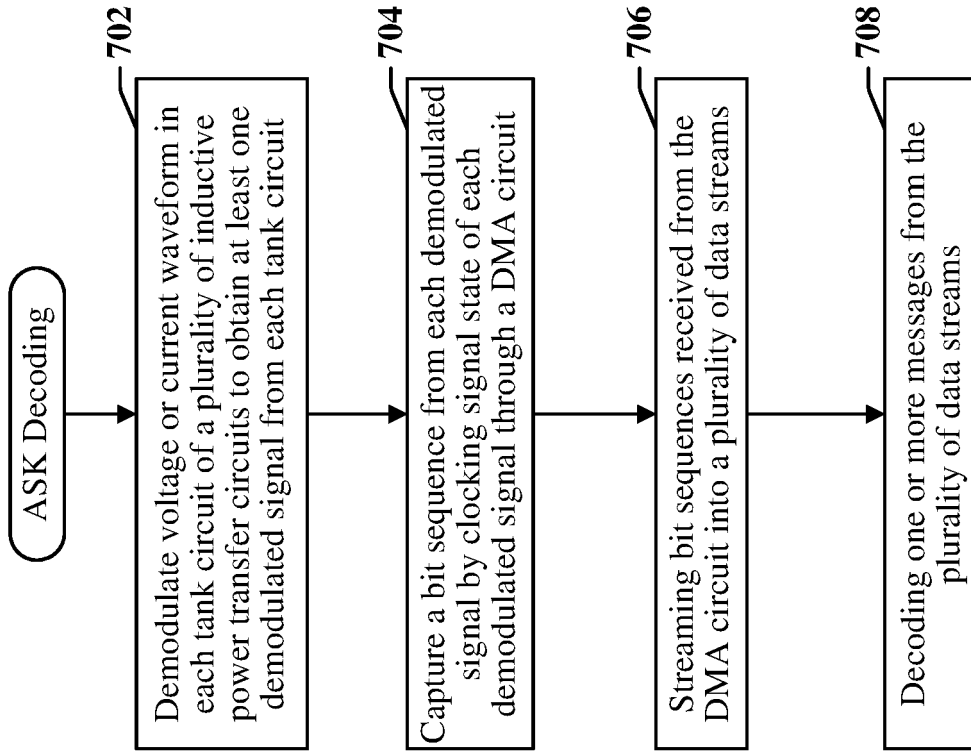 ASK Decoding
702
Demodulate voltage or current waveform in
each tank circuit of a plurality of inductive
power transfer circuits to obtain at least one
demodulated signal from each tank circuit
704
Capture a bit sequence from each demodulated
signal by clocking signal state of each
demodulated signal through a DMA circuit
706
Streaming bit sequences received from the
DMA circuit into a plurality of data streams
708
Decoding one or more messages from the
plurality of data streams